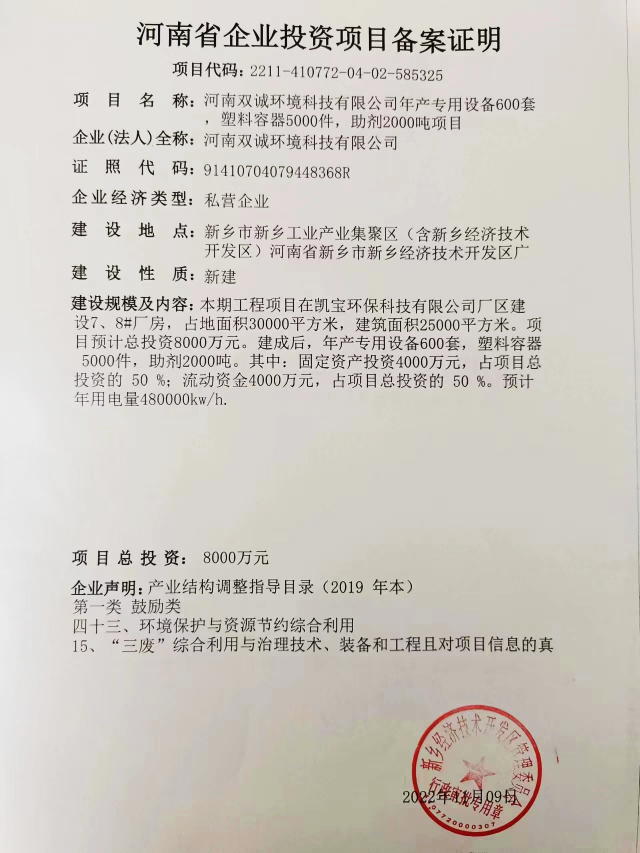 河南省企业投资项目备案证明
项目代码：2211-410772-04-02-585325
项目名称：河南双诚环境科技有限公司年产专用设备600套
，塑料容器5000件，助剂2000吨项目
企业(法人)全称：河南双诚环境科技有限公司
证照代码：91410704079448368R
企业经济类型：私营企业
建设地点：新乡市新乡工业产业集聚区（含新乡经济技术
开发区）河南省新乡市新乡经济技术开发区广
建设性质：新建
建设规模及内容：本期工程项目在凯宝环保科技有限公司厂区建
设7、8#厂房，占地面积30000平方米，建筑面积25000平方米。项
目预计总投资8000万元。建成后，年产专用设备600套，塑料容器
5000件，助剂2000吨。其中：固定资产投资4000万元，占项目总
投资的 50 %；流动资金4000万元，占项目总投资的 50 %。预计
年用电量480000kw/h.
项目总投资：8000万元
企业声明：产业结构调整指导目录（2019 年本）
第一类 鼓励类
四十三、环境保护与资源节约综合利用
15、“三废”综合利用与治理技术、装备和工程且对项目信息的真
新乡经济技术开发区管理委员会
行政审批专用章
2022年11月09日
07720000307